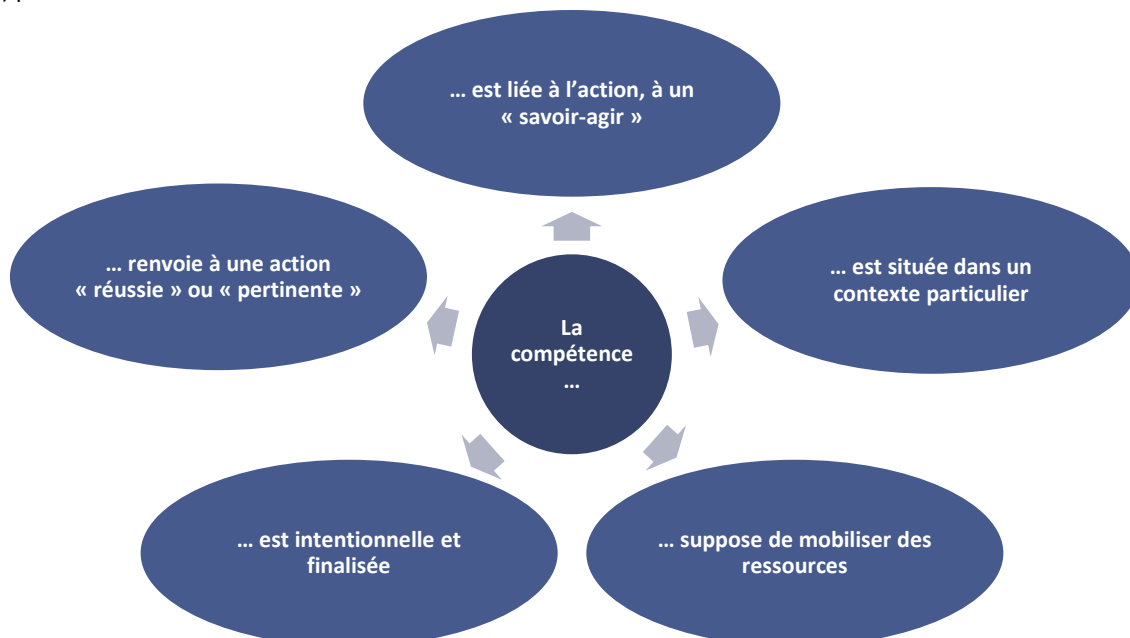 … est liée à l’action, à un
« savoir-agir »
… est située dans un
contexte particulier
… suppose de mobiliser des
ressources
… est intentionnelle et
finalisée
… renvoie à une action
« réussie » ou « pertinente »
La
compétence
…